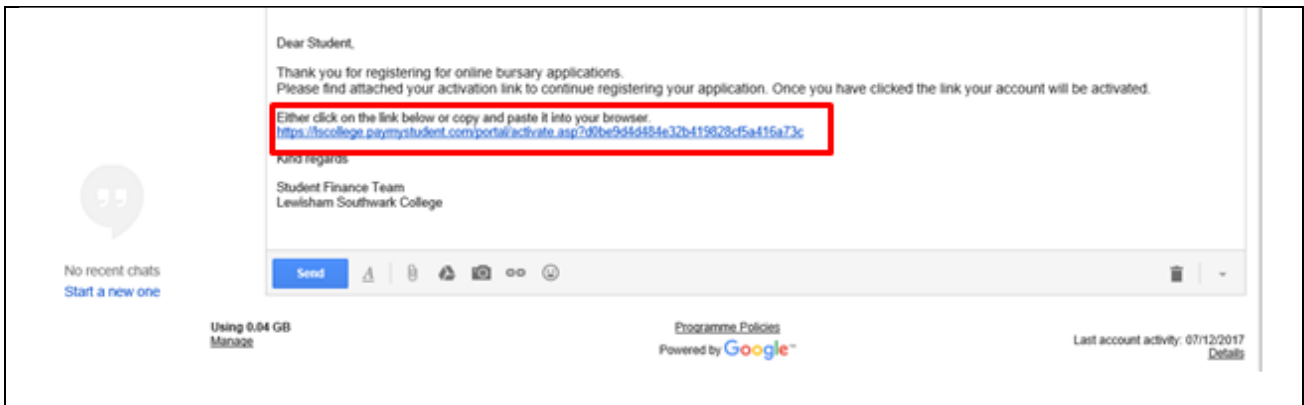 Dear Student,
Thank you for registering for online bursary applications.
Please find attached your activation link to continue registering your application. Once you have clicked the link your account will be activated.
Either click on the link below or copy and paste it into your browser.
https://lscollege.paymystudent.com/portal/activate.asp?d0be9d4d484e32b419828cf5a416a73c
Kind regards
Student Finance Team
Lewisham Southwark College
No recent chats
Start a new one
Send
Using 0.04 GB
Manage
Programme Policies
Powered by Google™
Last account activity: 07/12/2017
Details